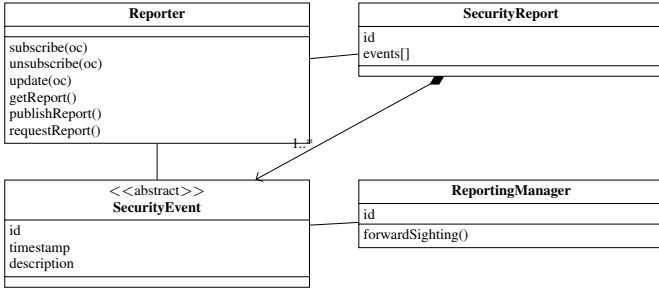 Reporter
subscribe(oc)
unsubscribe(oc)
update(oc)
getReport()
publishReport()
requestReport()
SecurityReport
id
events[]
1..*
<<abstract>>
SecurityEvent
id
timestamp
description
ReportingManager
id
forwardSighting()